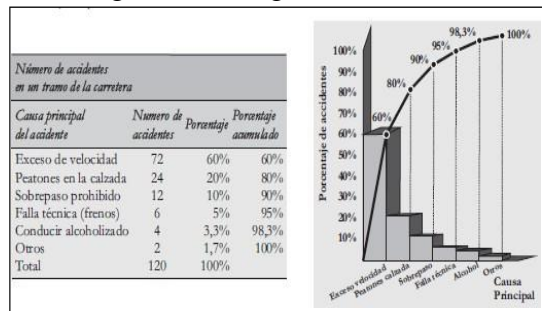 Número de accidentes
en un tramo de la carretera
Causa principal del accidente Numero de accidentes Porcentaje Porcentaje acumulado
Exceso de velocidad 72 60% 60%
Peatones en la calzada 24 20% 80%
Sobrepaso prohibido 12 10% 90%
Falla técnica (frenos) 6 5% 95%
Conducir alcoholizado 4 3,3% 98,3%
Otros 2 1,7% 100%
Total 120 100%
Porcentaje de accidentes
100%
90%
80%
70%
60%
50%
40%
30%
20%
10%
60%
80%
90%
95%
98,3%
100%
Exceso velocidad
Peatones calzada
Sobrepaso
Falla técnica
Alcohol
Otros
Causa
Principal